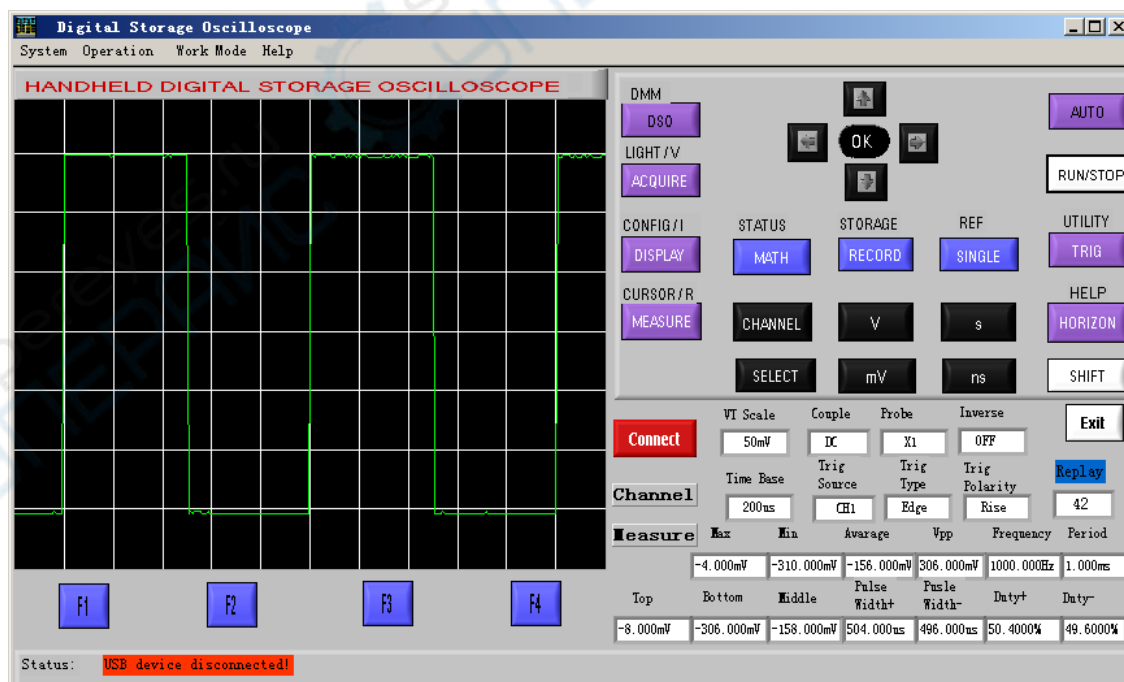 Digital Storage Oscilloscope
System Operation Work Mode Help
HANDHELD DIGITAL STORAGE OSCILLOSCOPE
DMM
DSO
OK
AUTO
LIGHT/V
ACQUIRE
RUN/STOP
CONFIG/I STATUS STORAGE REF UTILITY
DISPLAY MATH RECORD SINGLE TRIG
CURSOR/R HELP
MEASURE CHANNEL V s HORIZON
SELECT mV ns SHIFT
VT Scale Couple Probe Inverse
Connect 50mV DC X1 OFF Exit
Time Base Trig Source Trig Type Trig Polarity Replay
Channel 200us CH1 Edge Rise 42
Measure Max Min Avarage Vpp Frequency Period
-4.000mV -310.000mV -156.000mV 306.000mV 1000.000Hz 1.000ms
F1 F2 F3 F4
Top Bottom Middle Pulse Width+ Pusle Width- Duty+ Duty-
-8.000mV -306.000mV -158.000mV 504.000us 496.000us 50.4000% 49.6000%
Status: USB device disconnected!